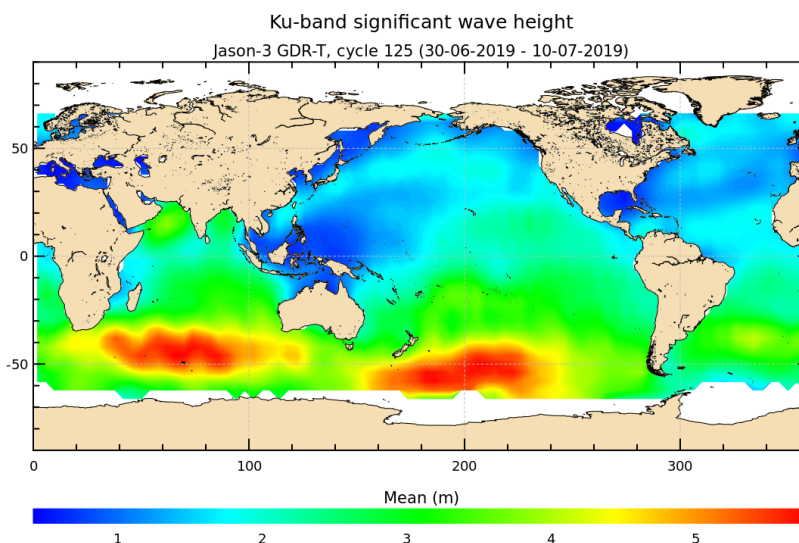 Ku-band significant wave height
Jason-3 GDR-T, cycle 125 (30-06-2019 - 10-07-2019)
50
0
-50
0 100 200 300
Mean (m)
1 2 3 4 5